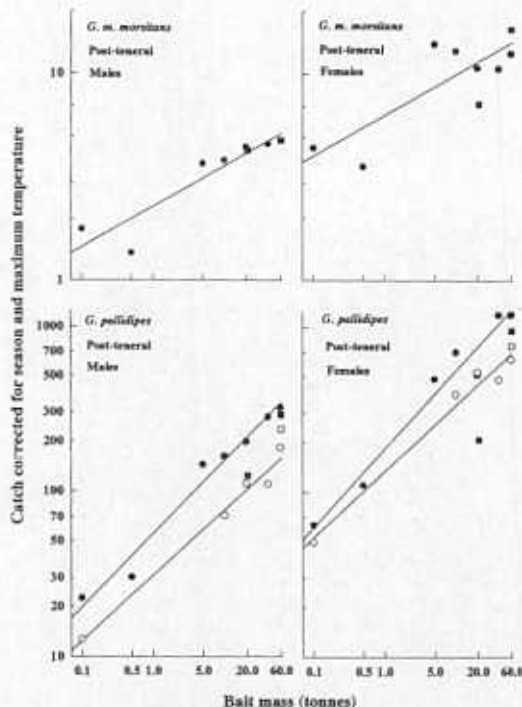 G. m. morsitans
Post-teneral
Males
G. m. morsitans
Post-teneral
Females
10
1
G. pallidipes
Post-teneral
Males
G. pallidipes
Post-teneral
Females
1000
500
300
200
100
70
50
30
20
10
0.1
0.5
1.0
5.0
20.0
60.0
0.1
0.5
1.0
5.0
20.0
60.0
Catch corrected for season and maximum temperature
Bait mass (tonnes)